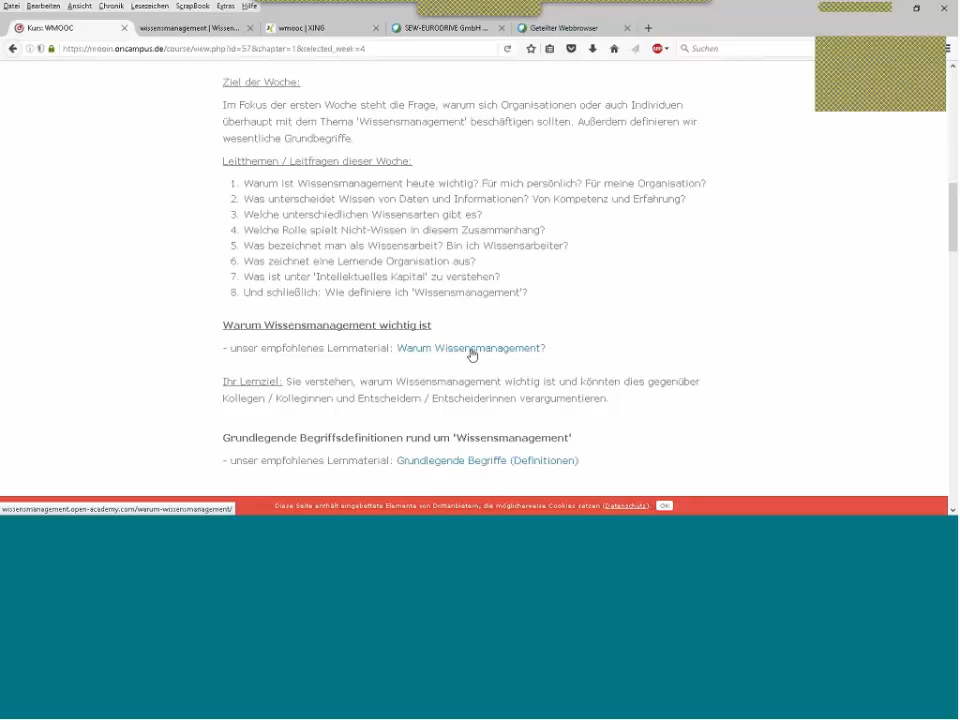 Datei Bearbeiten Ansicht Chronik Lesezeichen ScrapBook Extras Hilfe
Kurs: WMOOC × wissensmanagement | Wissen... × wmooc | XING × SEW-EURODRIVE GmbH ... × Geteilter Webbrowser × +
https://mooin.oncampus.de/course/view.php?id=57&chapter=1&selected_week=4 Suchen
Ziel der Woche:
Im Fokus der ersten Woche steht die Frage, warum sich Organisationen oder auch Individuen
überhaupt mit dem Thema 'Wissensmanagement' beschäftigen sollten. Außerdem definieren wir
wesentliche Grundbegriffe.
Leitthemen / Leitfragen dieser Woche:
1. Warum ist Wissensmanagement heute wichtig? Für mich persönlich? Für meine Organisation?
2. Was unterscheidet Wissen von Daten und Informationen? Von Kompetenz und Erfahrung?
3. Welche unterschiedlichen Wissensarten gibt es?
4. Welche Rolle spielt Nicht-Wissen in diesem Zusammenhang?
5. Was bezeichnet man als Wissensarbeit? Bin ich Wissensarbeiter?
6. Was zeichnet eine Lernende Organisation aus?
7. Was ist unter 'Intellektuelles Kapital' zu verstehen?
8. Und schließlich: Wie definiere ich 'Wissensmanagement'?
Warum Wissensmanagement wichtig ist
- unser empfohlenes Lernmaterial: Warum Wissensmanagement?
Ihr Lernziel: Sie verstehen, warum Wissensmanagement wichtig ist und könnten dies gegenüber
Kollegen / Kolleginnen und Entscheidern / Entscheiderinnen verargumentieren.
Grundlegende Begriffsdefinitionen rund um 'Wissensmanagement'
- unser empfohlenes Lernmaterial: Grundlegende Begriffe (Definitionen)
Diese Seite enthält eingebettete Elemente von Drittanbietern, die möglicherweise Cookies setzen (Datenschutz). OK
wissensmanagement.open-academy.com/warum-wissensmanagement/